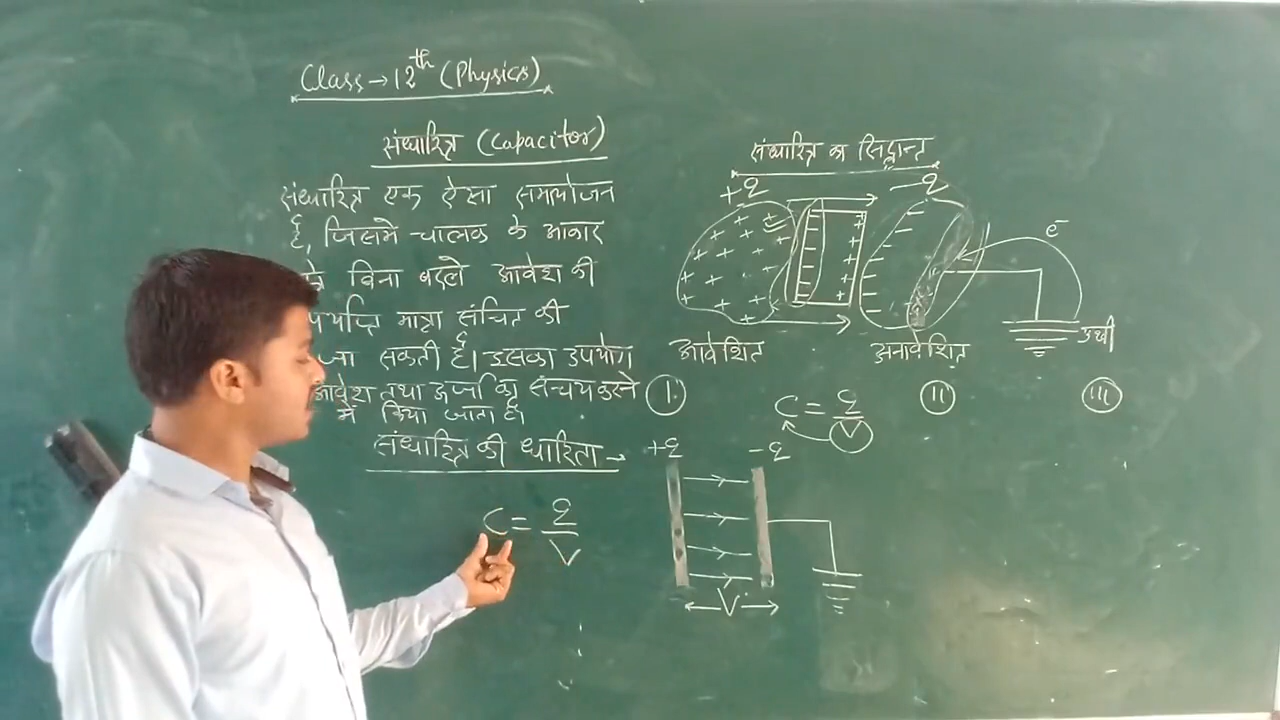 Class → 12th (Physics)
संधारित्र (Capacitor)
संधारित्र एक ऐसा समायोजन
है, जिसमें चालक के आकार
बिना बदले आवेश की
पर्याप्त मात्रा संचित की
जा सकती है। इसका उपयोग
आवेश तथा ऊर्जा का सन्चय करने
में किया जाता है।
संधारित्र की धारिता →
C = q/V
संधारित्र का सिद्धान्त
+q
-q
e⁻
आवेशित
अनावेशित
पृथ्वी
I
II
III
C = q/V
+q
-q
V